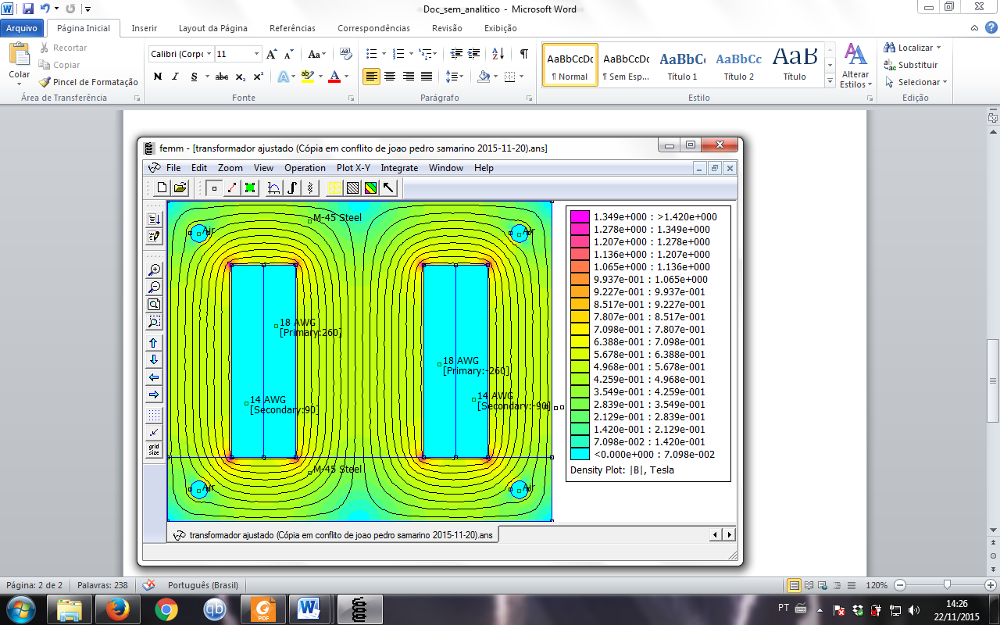 Doc_sem_analitico - Microsoft Word
Arquivo
Página Inicial
Inserir
Layout da Página
Referências
Correspondências
Revisão
Exibição
Colar
Recortar
Copiar
Pincel de Formatação
Área de Transferência
Calibri (Corpo
11
N I S abc x₂ x² A ab A
Fonte
Parágrafo
AaBbCcDc
¶ Normal
AaBbCcDc
¶ Sem Esp...
AaBbCc
Título 1
AaBbCc
Título 2
AaB
Título
Alterar
Estilos
Estilo
Localizar
Substituir
Selecionar
Edição
femm - [transformador ajustado (Cópia em conflito de joao pedro samarino 2015-11-20).ans]
File Edit Zoom View Operation Plot X-Y Integrate Window Help
grid
size
M-45 Steel
Air
Air
18 AWG
[Primary:260]
18 AWG
[Primary:-260]
14 AWG
[Secondary:90]
14 AWG
[Secondary:-90]
M-45 Steel
Air
Air
1.349e+000 : >1.420e+000
1.278e+000 : 1.349e+000
1.207e+000 : 1.278e+000
1.136e+000 : 1.207e+000
1.065e+000 : 1.136e+000
9.937e-001 : 1.065e+000
9.227e-001 : 9.937e-001
8.517e-001 : 9.227e-001
7.807e-001 : 8.517e-001
7.098e-001 : 7.807e-001
6.388e-001 : 7.098e-001
5.678e-001 : 6.388e-001
4.968e-001 : 5.678e-001
4.259e-001 : 4.968e-001
3.549e-001 : 4.259e-001
2.839e-001 : 3.549e-001
2.129e-001 : 2.839e-001
1.420e-001 : 2.129e-001
7.098e-002 : 1.420e-001
<0.000e+000 : 7.098e-002
Density Plot: |B|, Tesla
transformador ajustado (Cópia em conflito de joao pedro samarino 2015-11-20).ans
Página: 2 de 2
Palavras: 238
Português (Brasil)
120%
qb
PDF
PT
14:26
22/11/2015